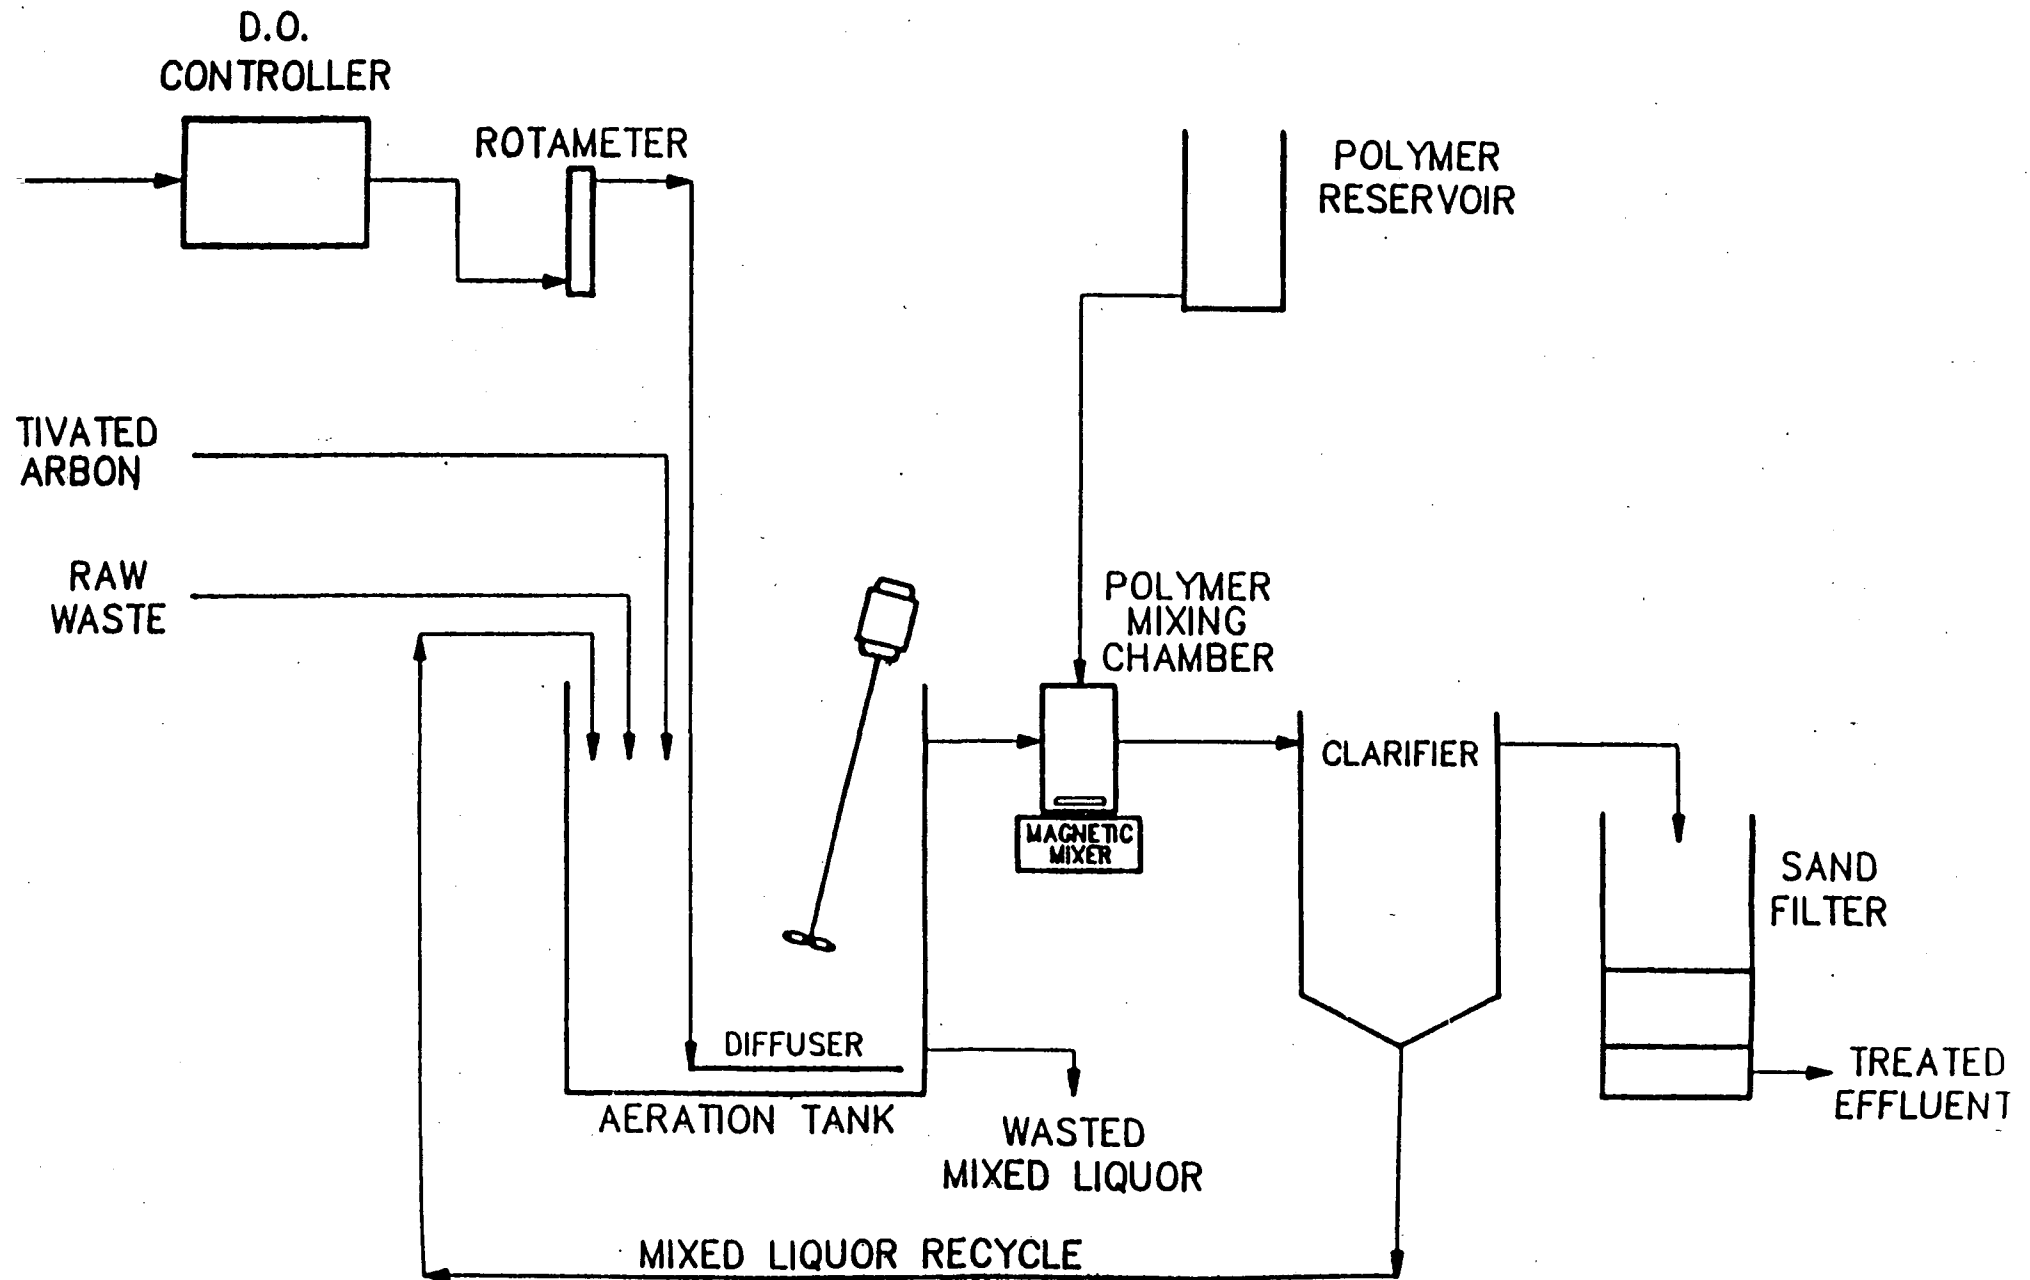 D.O.
CONTROLLER
ROTAMETER
POLYMER
RESERVOIR
TIVATED
ARBON
RAW
WASTE
POLYMER
MIXING
CHAMBER
CLARIFIER
MAGNETIC
MIXER
SAND
FILTER
DIFFUSER
AERATION TANK
WASTED
MIXED LIQUOR
TREATED
EFFLUENT
MIXED LIQUOR RECYCLE